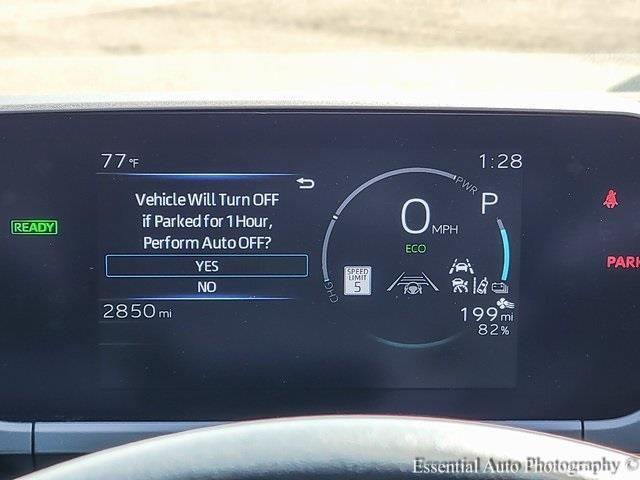 77°F
1:28
Vehicle Will Turn OFF
if Parked for 1 Hour,
Perform Auto OFF?
YES
NO
READY
PWR
CHG
0 MPH
P
ECO
SPEED
LIMIT
5
PARK
2850 mi
199 mi
82%
Essential Auto Photography ©